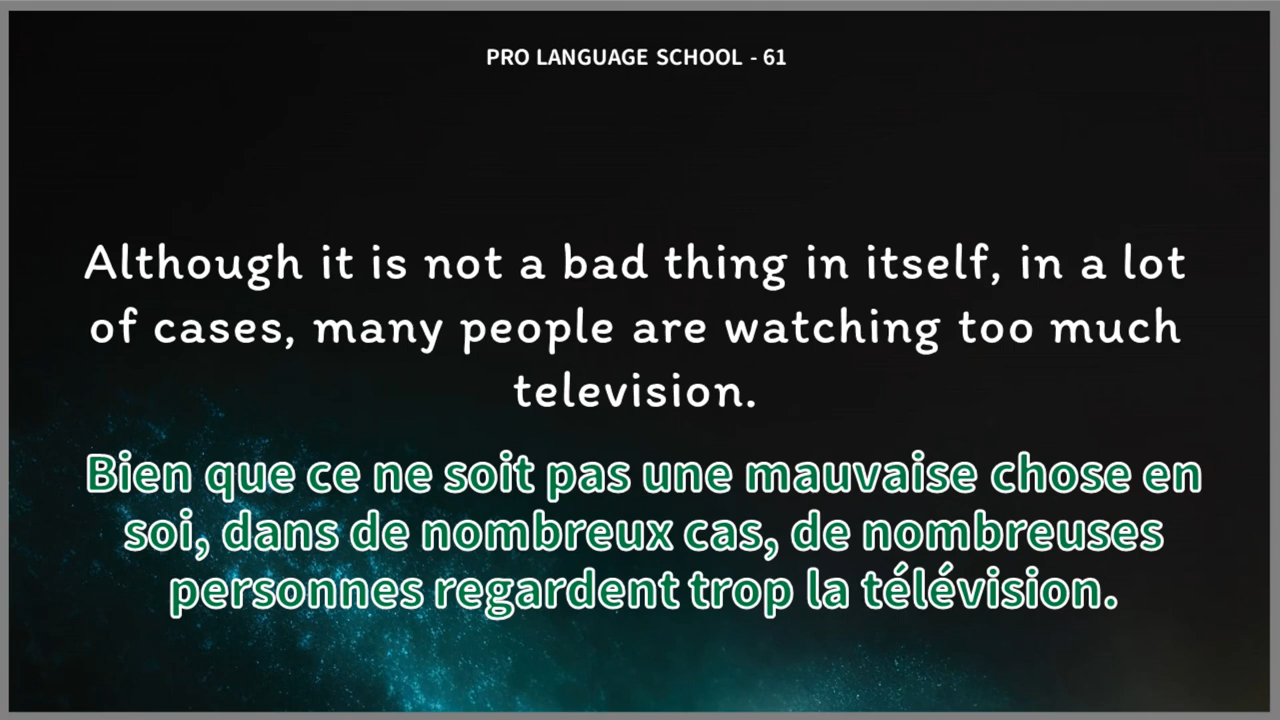 PRO LANGUAGE SCHOOL - 61
Although it is not a bad thing in itself, in a lot
of cases, many people are watching too much
television.
Bien que ce ne soit pas une mauvaise chose en
soi, dans de nombreux cas, de nombreuses
personnes regardent trop la télévision.